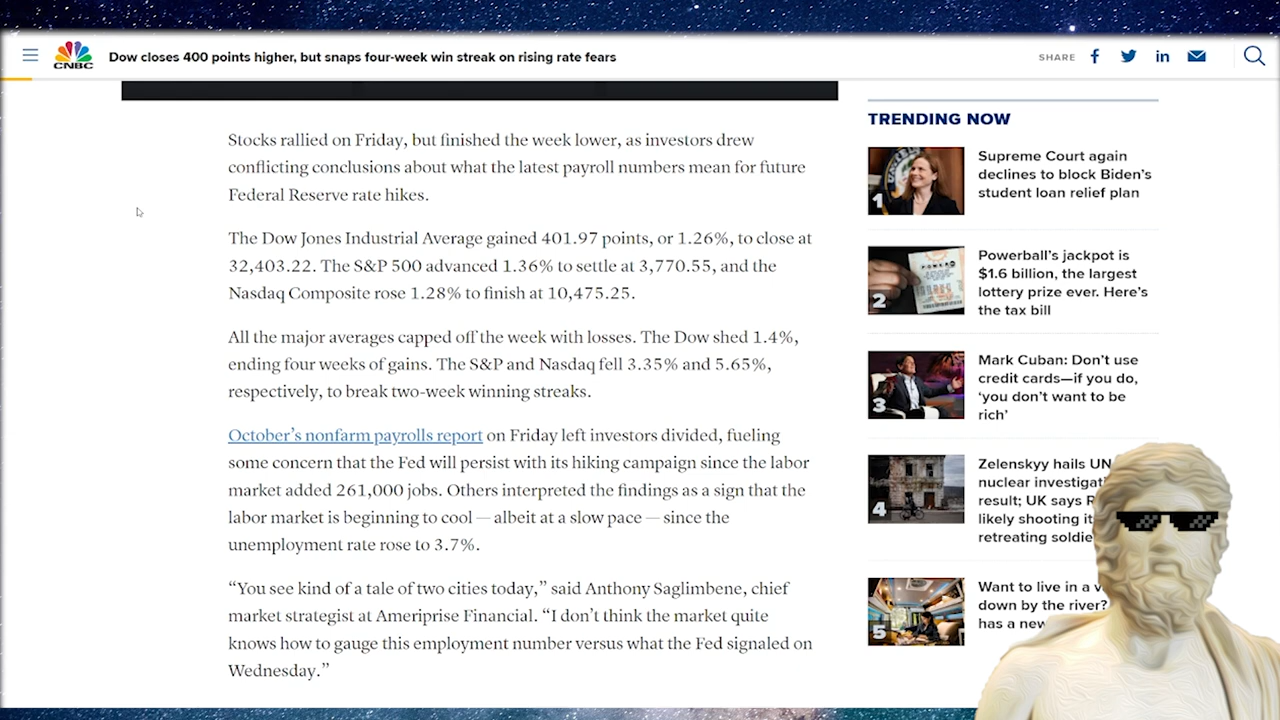 CNBC
Dow closes 400 points higher, but snaps four-week win streak on rising rate fears
SHARE
Stocks rallied on Friday, but finished the week lower, as investors drew
conflicting conclusions about what the latest payroll numbers mean for future
Federal Reserve rate hikes.
The Dow Jones Industrial Average gained 401.97 points, or 1.26%, to close at
32,403.22. The S&P 500 advanced 1.36% to settle at 3,770.55, and the
Nasdaq Composite rose 1.28% to finish at 10,475.25.
All the major averages capped off the week with losses. The Dow shed 1.4%,
ending four weeks of gains. The S&P and Nasdaq fell 3.35% and 5.65%,
respectively, to break two-week winning streaks.
October’s nonfarm payrolls report on Friday left investors divided, fueling
some concern that the Fed will persist with its hiking campaign since the labor
market added 261,000 jobs. Others interpreted the findings as a sign that the
labor market is beginning to cool — albeit at a slow pace — since the
unemployment rate rose to 3.7%.
“You see kind of a tale of two cities today,” said Anthony Saglimbene, chief
market strategist at Ameriprise Financial. “I don’t think the market quite
knows how to gauge this employment number versus what the Fed signaled on
Wednesday.”
TRENDING NOW
1
Supreme Court again
declines to block Biden’s
student loan relief plan
2
Powerball’s jackpot is
$1.6 billion, the largest
lottery prize ever. Here’s
the tax bill
3
Mark Cuban: Don’t use
credit cards—if you do,
‘you don’t want to be
rich’
4
Zelenskyy hails UN
nuclear
result; UK says
likely shooting
retreating
5
Want to live in a
down by the river?
has a new